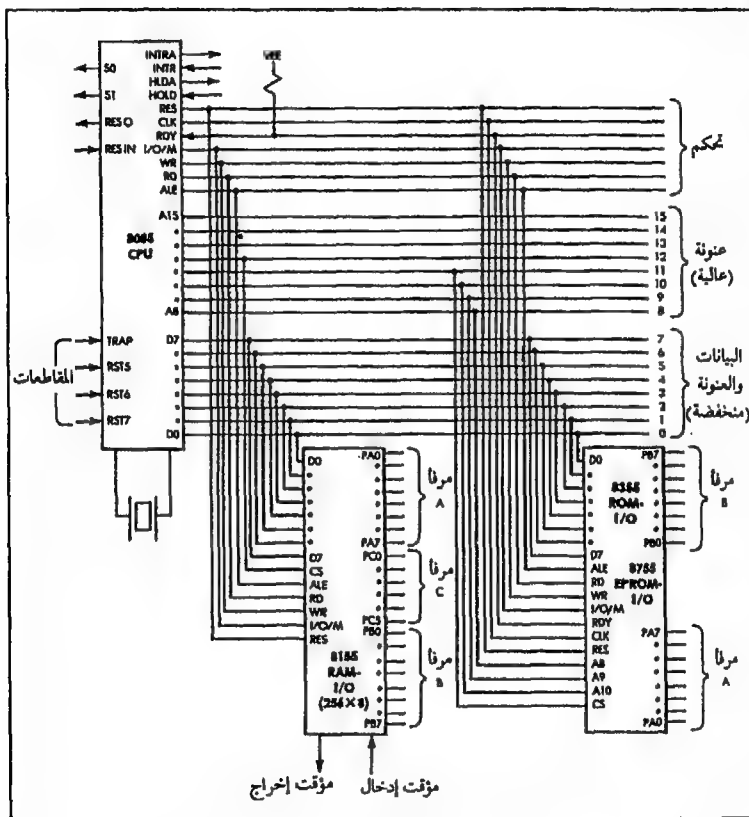 INTRA
S0
INTR
HLDA
S1
HOLD
RES
RES O
CLK
RDY
RES IN
I/O/M
WR
RD
ALE
تحكم
A15
8085
CPU
A8
15
14
13
12
11
10
9
8
عنونة
(عالية)
TRAP
RST5
RST6
RST7
المقاطعات
D7
D0
7
6
5
4
3
2
1
0
البيانات
والعنونة
(منخفضة)
D0
D7
CS
ALE
RD
WR
I/O/M
RES
PA0
PA7
PC0
PC5
PB0
PB7
8155
RAM-
I/O
(256×8)
مرفأ
A
مرفأ
C
مرفأ
B
مؤقت إخراج
مؤقت إدخال
D0
D7
ALE
RD
WR
I/O/M
RDY
CLK
RES
A8
A9
A10
CS
8355
ROM-
I/O
8755
EPROM-
I/O
PB7
PB0
PA7
PA0
مرفأ
B
مرفأ
A